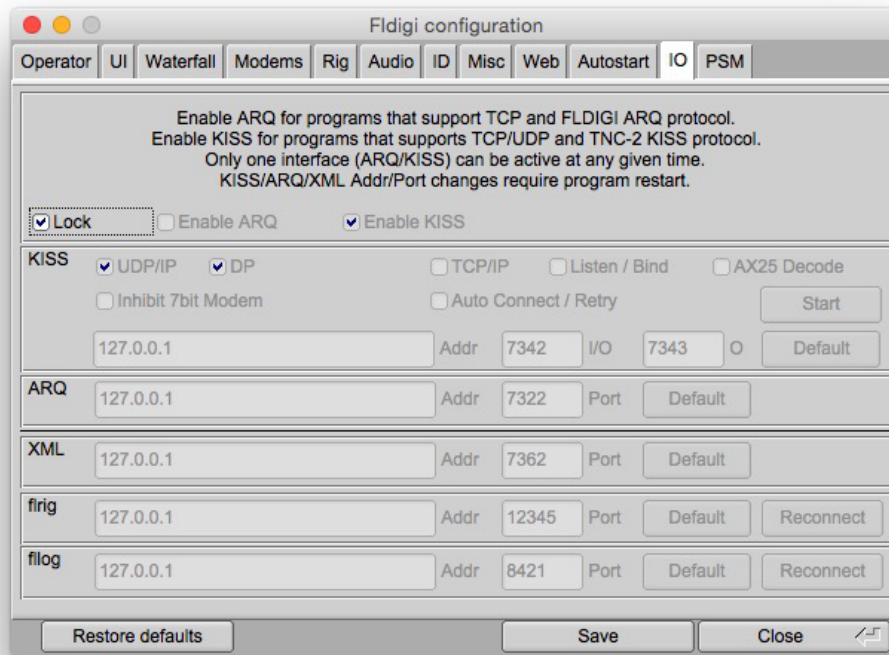 Fldigi configuration
Operator UI Waterfall Modems Rig Audio ID Misc Web Autostart IO PSM
Enable ARQ for programs that support TCP and FLDIGI ARQ protocol.
Enable KISS for programs that supports TCP/UDP and TNC-2 KISS protocol.
Only one interface (ARQ/KISS) can be active at any given time.
KISS/ARQ/XML Addr/Port changes require program restart.
Lock Enable ARQ Enable KISS
KISS UDP/IP DP TCP/IP Listen / Bind AX25 Decode
Inhibit 7bit Modem Auto Connect / Retry Start
127.0.0.1 Addr 7342 I/O 7343 O Default
ARQ 127.0.0.1 Addr 7322 Port Default
XML 127.0.0.1 Addr 7362 Port Default
flrig 127.0.0.1 Addr 12345 Port Default Reconnect
fllog 127.0.0.1 Addr 8421 Port Default Reconnect
Restore defaults Save Close